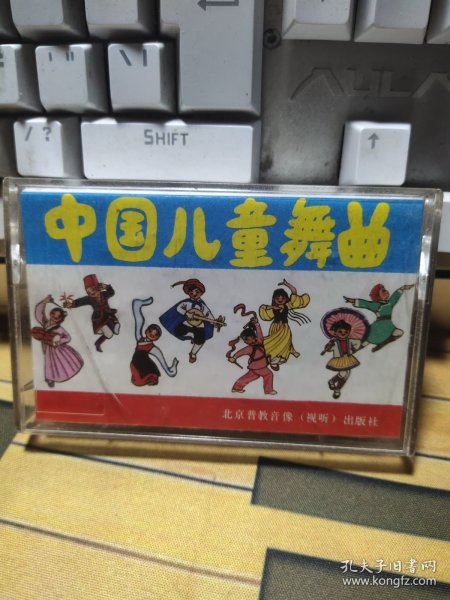 \ |
? /
SHIFT
中国儿童舞曲
北京普教音像（视听）出版社
孔夫子旧书网
www.kongfz.com